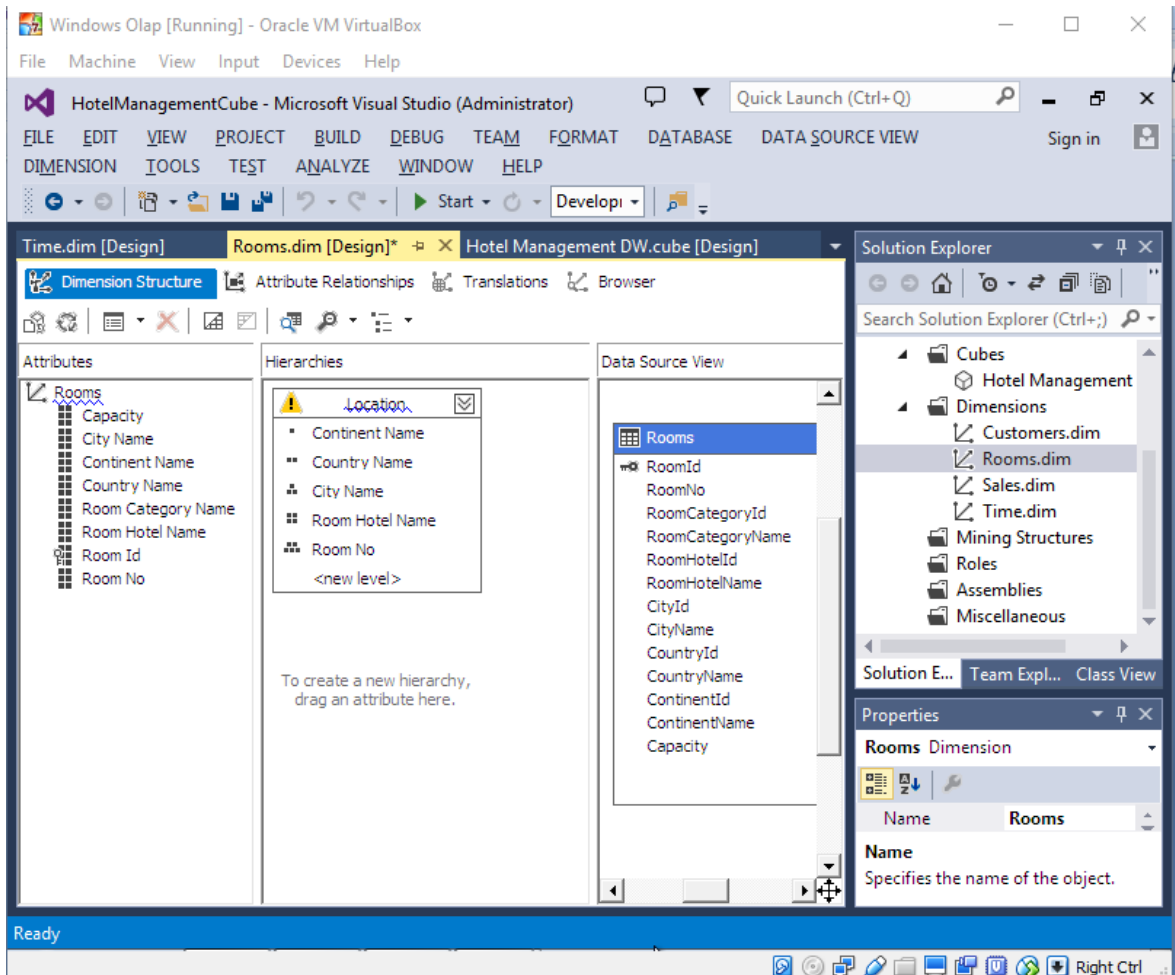 Windows Olap [Running] - Oracle VM VirtualBox
File Machine View Input Devices Help
HotelManagementCube - Microsoft Visual Studio (Administrator)
Quick Launch (Ctrl+Q)
FILE EDIT VIEW PROJECT BUILD DEBUG TEAM FORMAT DATABASE DATA SOURCE VIEW
Sign in
DIMENSION TOOLS TEST ANALYZE WINDOW HELP
Start
Developı
Time.dim [Design] Rooms.dim [Design]* Hotel Management DW.cube [Design]
Dimension Structure Attribute Relationships Translations Browser
Attributes
Rooms
Capacity
City Name
Continent Name
Country Name
Room Category Name
Room Hotel Name
Room Id
Room No
Hierarchies
Location
Continent Name
Country Name
City Name
Room Hotel Name
Room No
<new level>
To create a new hierarchy,
drag an attribute here.
Data Source View
Rooms
RoomId
RoomNo
RoomCategoryId
RoomCategoryName
RoomHotelId
RoomHotelName
CityId
CityName
CountryId
CountryName
ContinentId
ContinentName
Capacity
Solution Explorer
Search Solution Explorer (Ctrl+;)
Cubes
Hotel Management
Dimensions
Customers.dim
Rooms.dim
Sales.dim
Time.dim
Mining Structures
Roles
Assemblies
Miscellaneous
Solution E... Team Expl... Class View
Properties
Rooms Dimension
Name Rooms
Name
Specifies the name of the object.
Ready
Right Ctrl